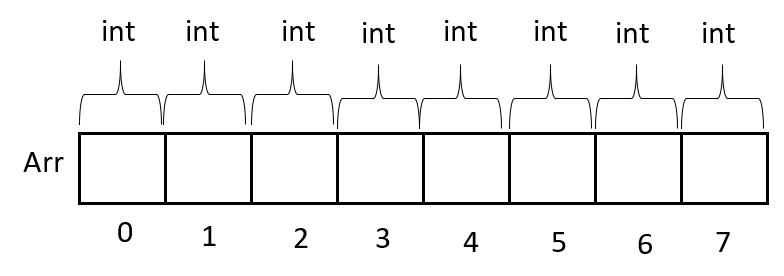 int int int int int int int int
Arr
0 1 2 3 4 5 6 7